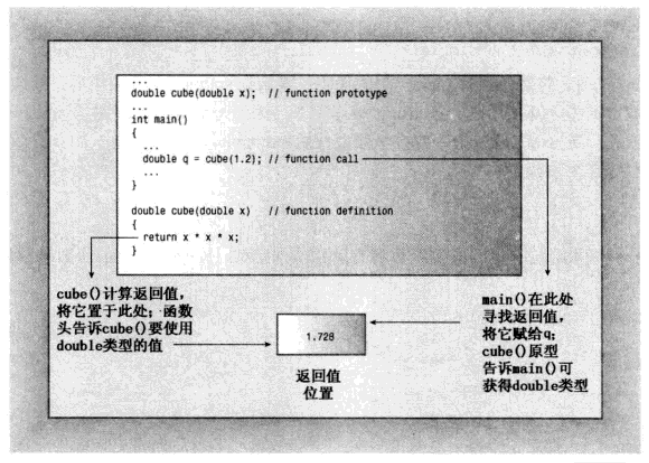 ...
double cube(double x);  // function prototype
...
int main()
{
  ...
  double q = cube(1.2); // function call
  ...
}
double cube(double x)   // function definition
{
  return x * x * x;
}
cube()计算返回值，
将它置于此处；函数
头告诉cube()要使用
double类型的值
1.728
返回值
位置
main()在此处
寻找返回值，
将它赋给q；
cube()原型
告诉main()可
获得double类型